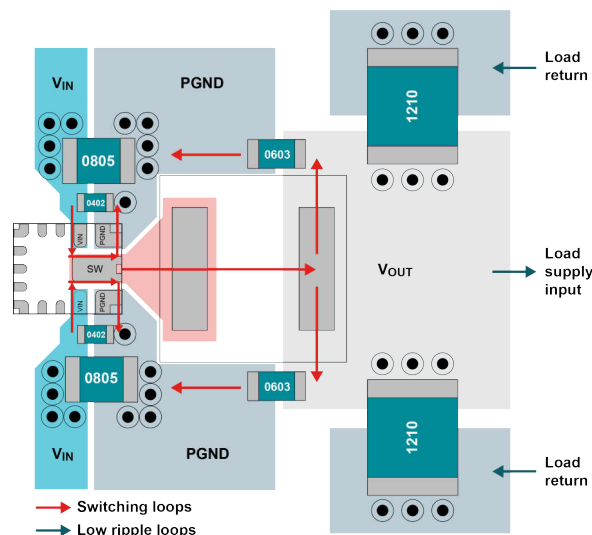 VIN
PGND
1210
Load
return
0805
0603
0402
VIN
PGND
SW
VOUT
Load
supply
input
VIN
PGND
0402
0805
0603
1210
VIN
PGND
Load
return
Switching loops
Low ripple loops